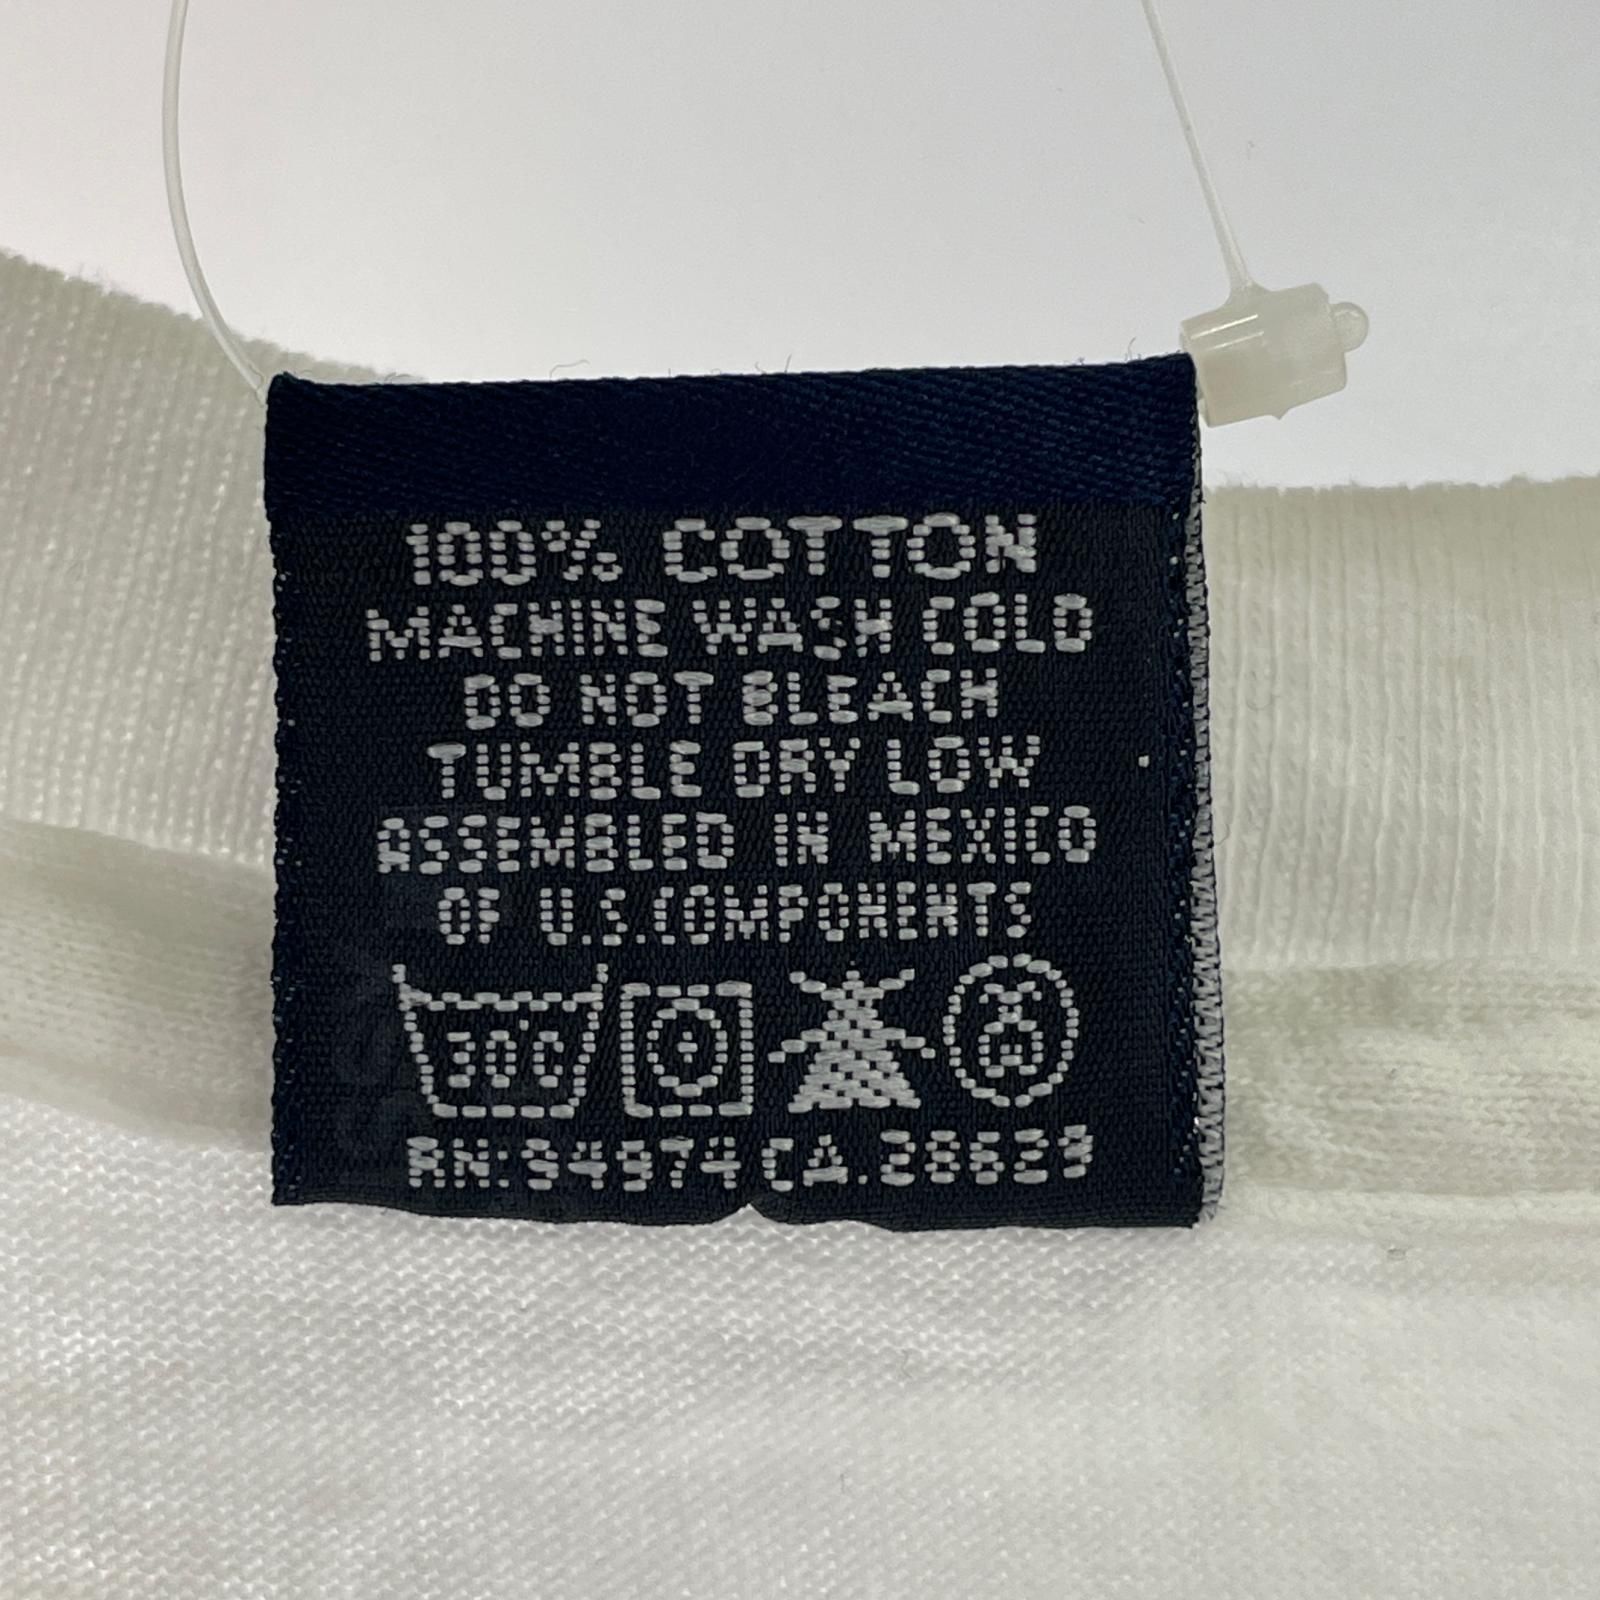 100% COTTON
MACHINE WASH COLD
DO NOT BLEACH
TUMBLE DRY LOW
ASSEMBLED IN MEXICO
OF U.S.COMPONENTS
30°C
RN:94974 CA.28629